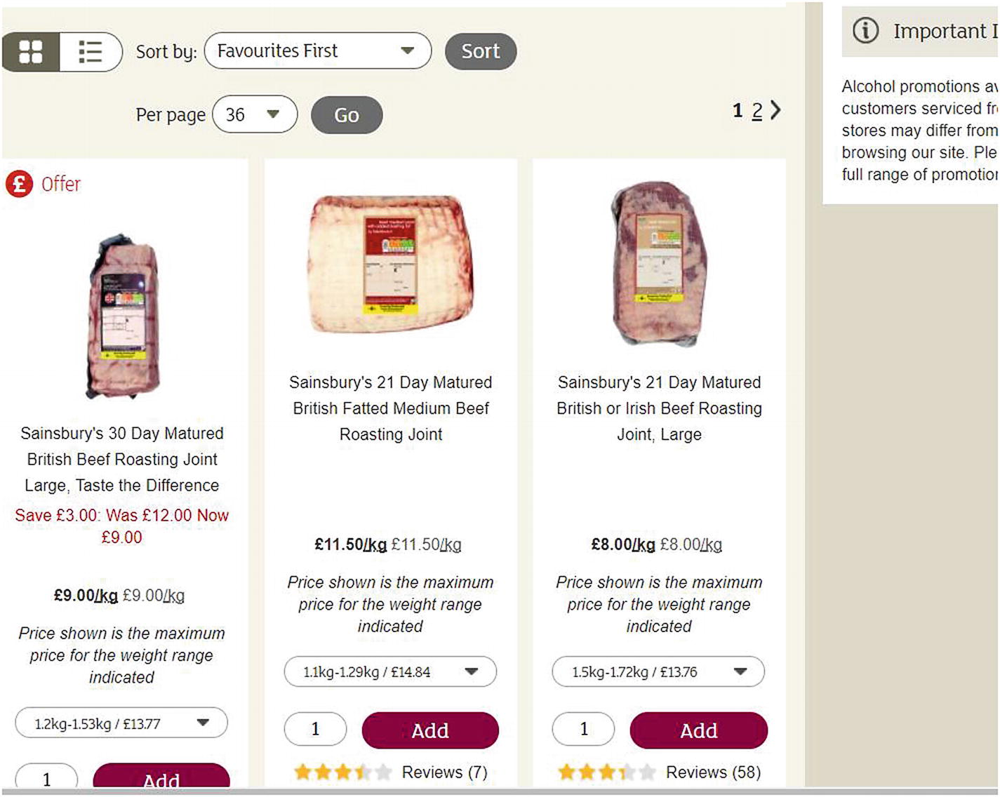 Sort by: Favourites First Sort
Per page 36 Go
1 2
Important
Alcohol promotions
customers serviced
stores may differ from
browsing our site.
full range of
£ Offer
Sainsbury's 30 Day Matured
British Beef Roasting Joint
Large, Taste the Difference
Save £3.00: Was £12.00 Now
£9.00
£9.00/kg £9.00/kg
Price shown is the maximum
price for the weight range
indicated
1.2kg-1.53kg / £13.77
1 Add
Sainsbury's 21 Day Matured
British Fatted Medium Beef
Roasting Joint
£11.50/kg £11.50/kg
Price shown is the maximum
price for the weight range
indicated
1.1kg-1.29kg / £14.84
1 Add
Reviews (7)
Sainsbury's 21 Day Matured
British or Irish Beef Roasting
Joint, Large
£8.00/kg £8.00/kg
Price shown is the maximum
price for the weight range
indicated
1.5kg-1.72kg / £13.76
1 Add
Reviews (58)